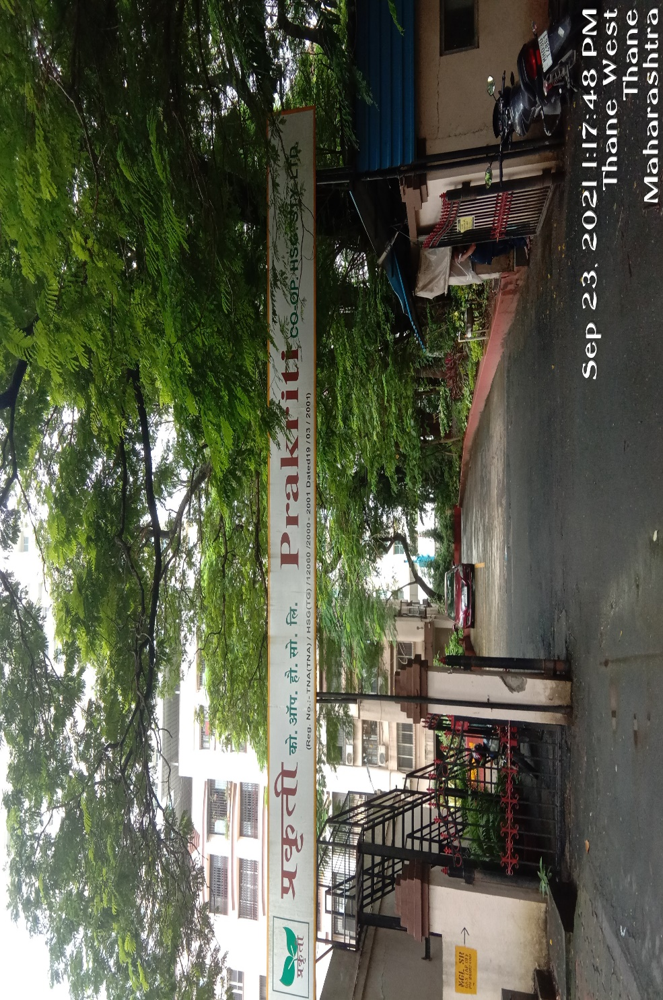 प्रकृती
प्रकृती को. ऑप. हौ. सो. लि. Prakriti CO.OP. HSG. SOC. LTD.
(Reg. No.:- TNA(TNA) / HSG(TG) /12060 /2000 - 2001 Dated19 / 03 / 2001)
MGL SR
Sep 23, 2021 1:17:48 PM
Thane West
Thane
Maharashtra